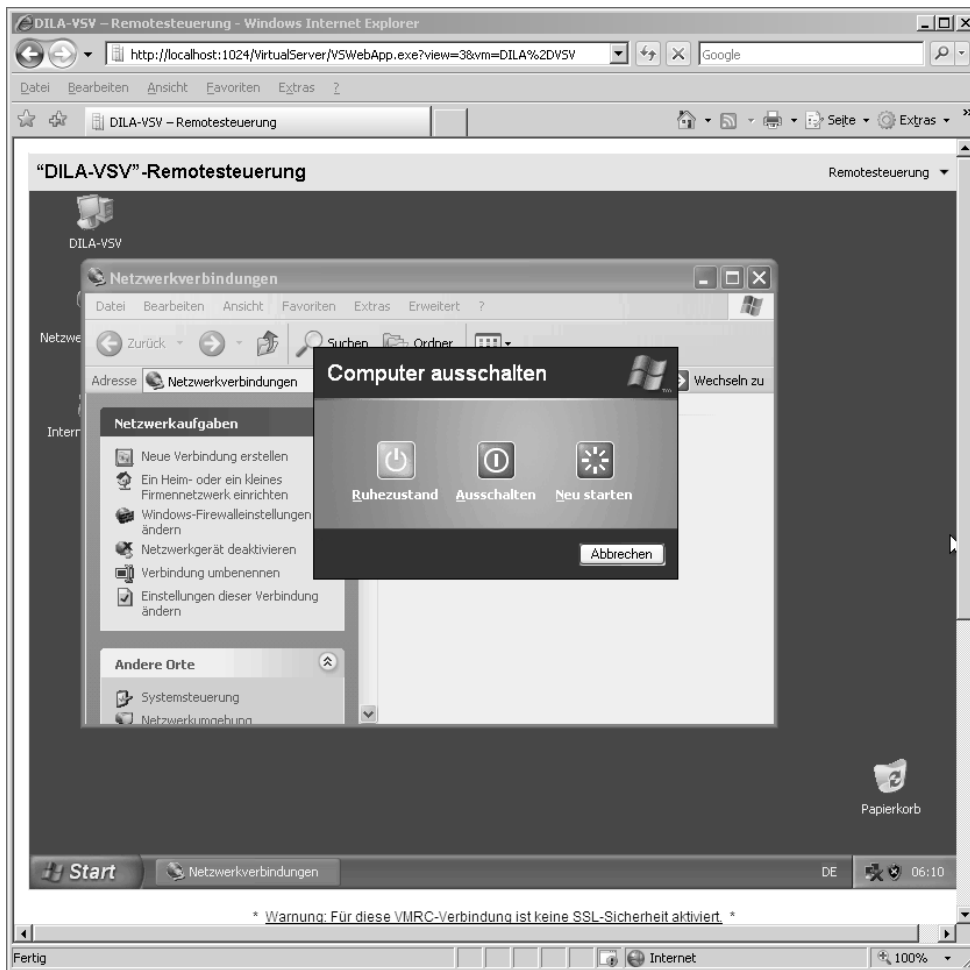 DILA-VSV – Remotesteuerung - Windows Internet Explorer
http://localhost:1024/VirtualServer/VSWebApp.exe?view=3&vm=DILA%2DVSV
Google
Datei Bearbeiten Ansicht Favoriten Extras ?
DILA-VSV – Remotesteuerung
Seite Extras
“DILA-VSV”-Remotesteuerung
Remotesteuerung
DILA-VSV
Netzwerkverbindungen
Datei Bearbeiten Ansicht Favoriten Extras Erweitert ?
Netzwe
Zurück Suchen Ordner
Adresse Netzwerkverbindungen Wechseln zu
Computer ausschalten
Intern
Netzwerkaufgaben
Neue Verbindung erstellen
Ein Heim- oder ein kleines
Firmennetzwerk einrichten
Windows-Firewalleinstellungen
ändern
Netzwerkgerät deaktivieren
Verbindung umbenennen
Einstellungen dieser Verbindung
ändern
Ruhezustand Ausschalten Neu starten
Abbrechen
Andere Orte
Systemsteuerung
Netzwerkumgebung
Papierkorb
Start Netzwerkverbindungen DE 06:10
* Warnung: Für diese VMRC-Verbindung ist keine SSL-Sicherheit aktiviert. *
Fertig Internet 100%